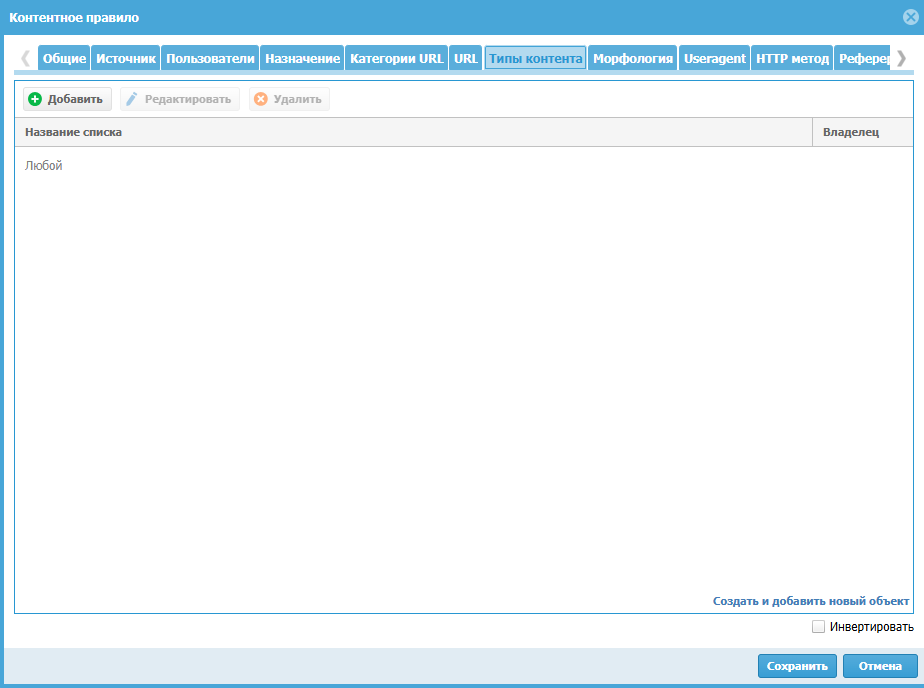 Контентное правило
Общие Источник Пользователи Назначение Категории URL URL Типы контента Морфология Useragent HTTP метод Реферер
Добавить Редактировать Удалить
Название списка Владелец
Любой
Создать и добавить новый объект
Инвертировать
Сохранить Отмена